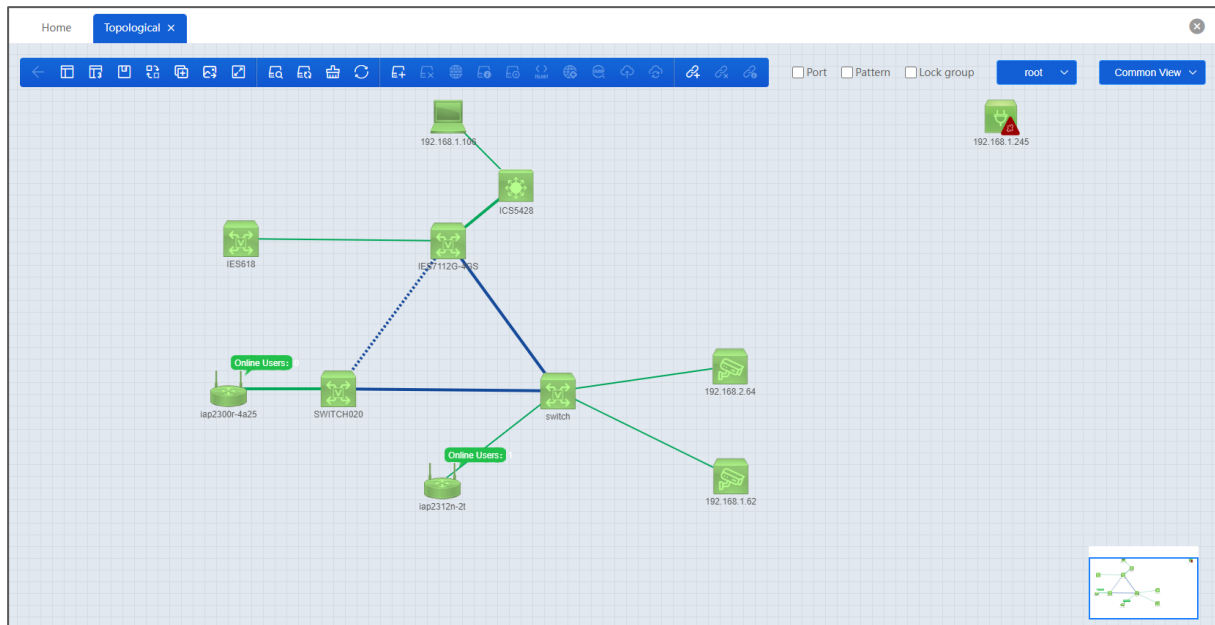 Home
Topological ×
Port
Pattern
Lock group
root
Common View
192.168.1.106
192.168.1.245
ICS5428
IES618
IES7112G-4GS
Online Users: 0
192.168.2.64
iap2300r-4a25
SWITCH020
switch
Online Users:
192.168.1.62
iap2312n-2t